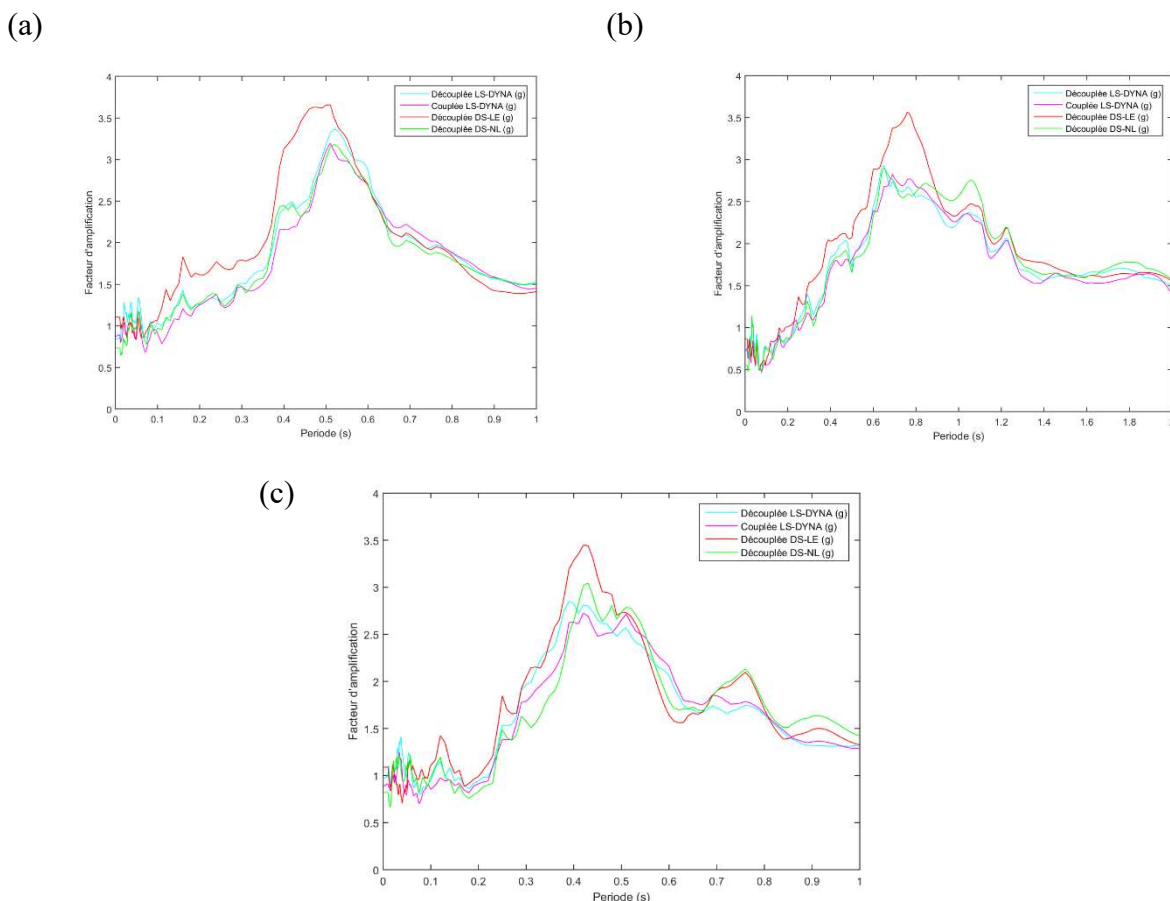 (a)
(b)
Découplée LS-DYNA (g)
Couplée LS-DYNA (g)
Découplée DS-LE (g)
Découplée DS-NL (g)
Facteur d'amplification
4
3.5
3
2.5
2
1.5
1
0.5
0
0 0.1 0.2 0.3 0.4 0.5 0.6 0.7 0.8 0.9 1
Periode (s)
Découplée LS-DYNA (g)
Couplée LS-DYNA (g)
Découplée DS-LE (g)
Découplée DS-NL (g)
Facteur d'amplification
4
3.5
3
2.5
2
1.5
1
0.5
0
0 0.2 0.4 0.6 0.8 1 1.2 1.4 1.6 1.8
Periode (s)
(c)
Découplée LS-DYNA (g)
Couplée LS-DYNA (g)
Découplée DS-LE (g)
Découplée DS-NL (g)
Facteur d'amplification
4
3.5
3
2.5
2
1.5
1
0.5
0
0 0.1 0.2 0.3 0.4 0.5 0.6 0.7 0.8 0.9 1
Periode (s)